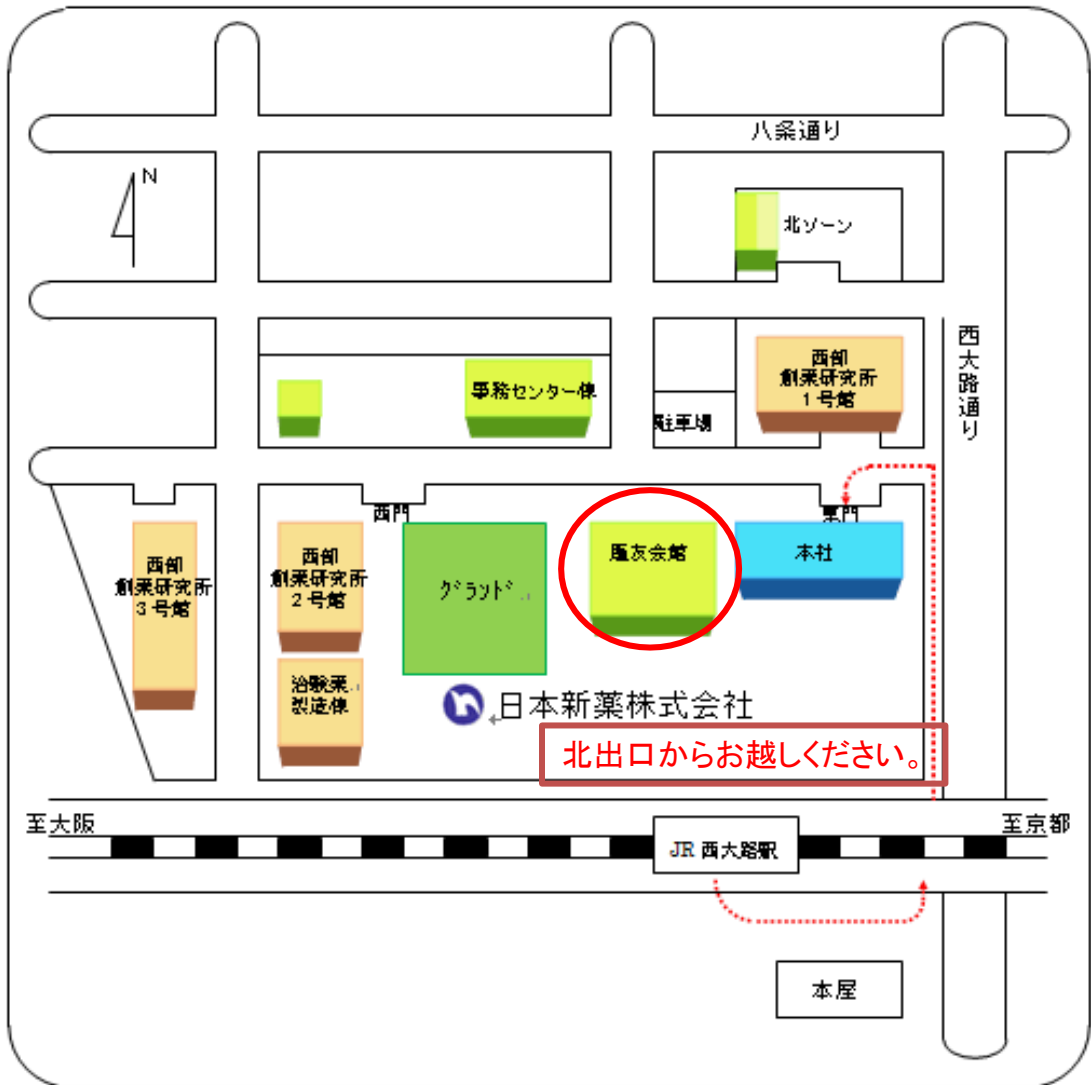 八条通り
N
北ゾーン
西大路通り
西部
創薬研究所
1号館
事務センター棟
駐車場
西門
東門
西部
創薬研究所
3号館
西部
創薬研究所
2号館
グランド
友会館
本社
治験薬
製造棟
日本新薬株式会社
北出口からお越しください。
至大阪
至京都
JR 西大路駅
本屋